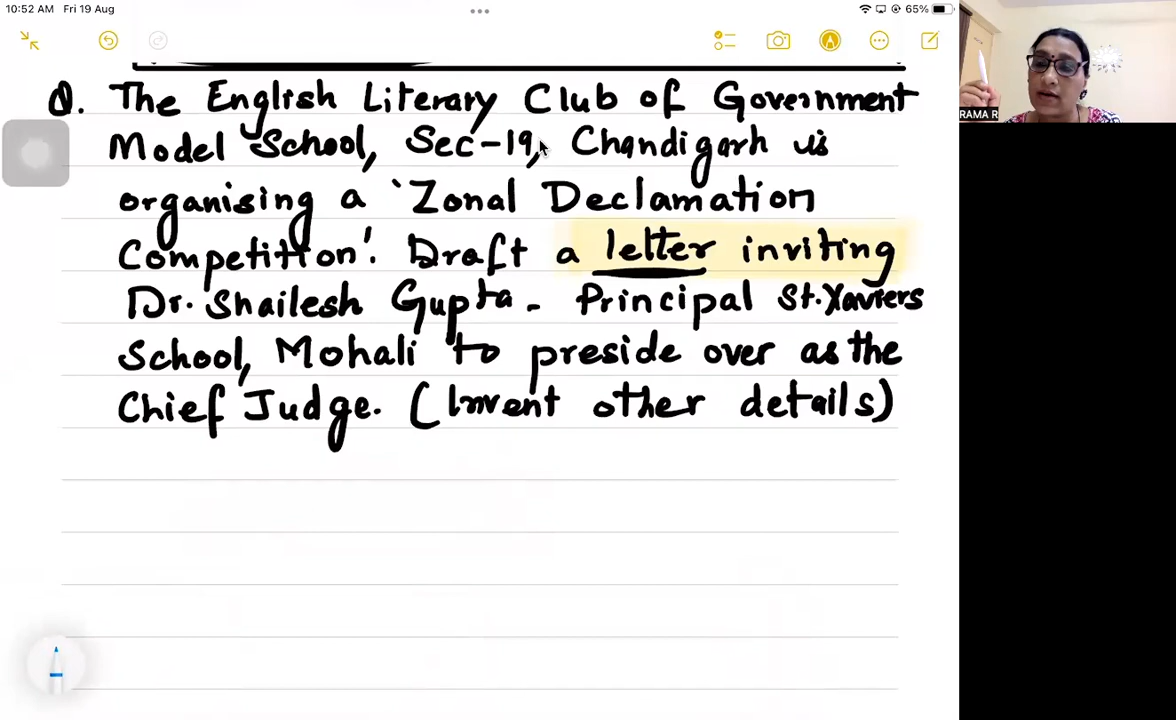 10:52 AM Fri 19 Aug
65%
Q. The English Literary Club of Government
Model School, Sec-19, Chandigarh is
organising a 'Zonal Declamation
Competition'. Draft a letter inviting
Dr. Shailesh Gupta - Principal St. Xaviers
School, Mohali to preside over as the
Chief Judge. (Invent other details)
RAMA R